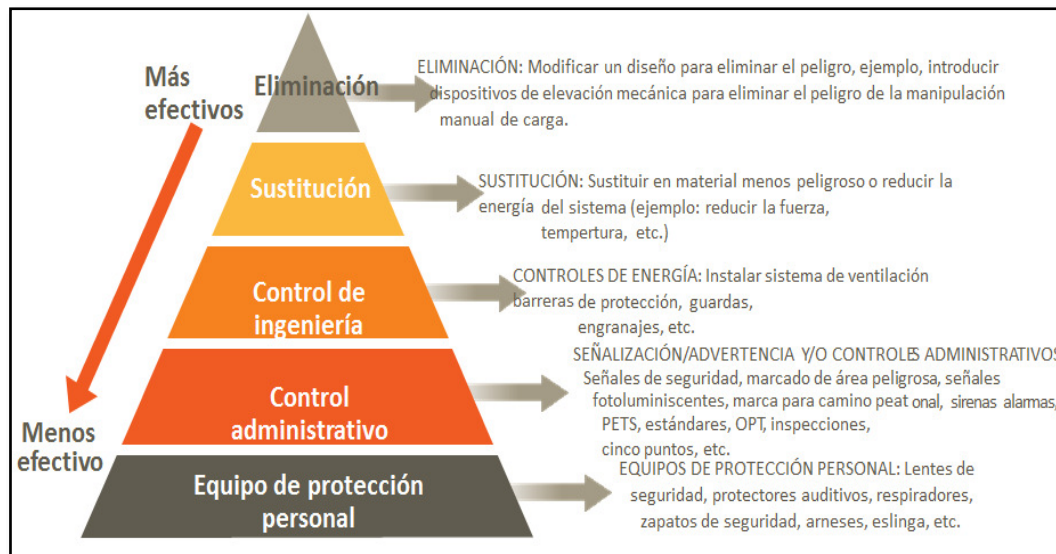 Más
efectivos
Menos
efectivo
Eliminación
ELIMINACIÓN: Modificar un diseño para eliminar el peligro, ejemplo, introducir
dispositivos de elevación mecánica para eliminar el peligro de la manipulación
manual de carga.
Sustitución
SUSTITUCIÓN: Sustituir en material menos peligroso o reducir la
energía del sistema (ejemplo: reducir la fuerza,
tempertura, etc.)
Control de
ingeniería
CONTROLES DE ENERGÍA: Instalar sistema de ventilación
barreras de protección, guardas,
engranajes, etc.
Control
administrativo
SEÑALIZACIÓN/ADVERTENCIA Y/O CONTROLES ADMINISTRATIVOS
Señales de seguridad, marcado de área peligrosa, señales
fotoluminiscentes, marca para camino peat onal, sirenas alarmas,
PETS, estándares, OPT, inspecciones,
cinco puntos, etc.
Equipo de protección
personal
EQUIPOS DE PROTECCIÓN PERSONAL: Lentes de
seguridad, protectores auditivos, respiradores,
zapatos de seguridad, arneses, eslinga, etc.